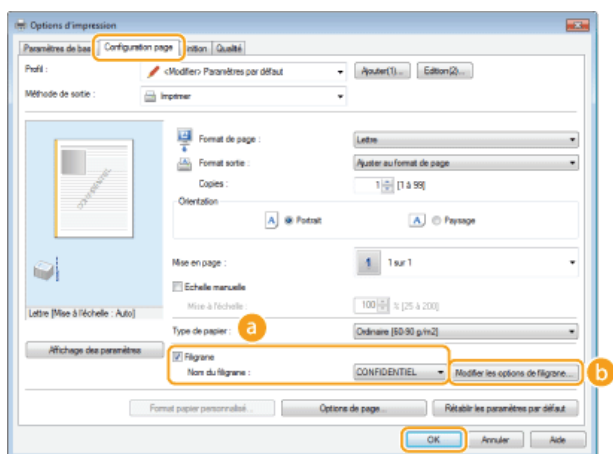 Options d'impression
Paramètres de bas Configuration page inition Qualité
Profil : <Modifier> Paramètres par défaut Ajouter(1)... Edition(2)...
Méthode de sortie : Imprimer
Format de page : Lettre
Format sortie : Ajuster au format de page
Copies : 1 [1 à 99]
Orientation
A Portrait A Paysage
CONFIDENTIEL
Mise en page : 1 1 sur 1
Echelle manuelle
Mise à l'échelle : 100 % [25 à 200]
Lettre [Mise à l'échelle : Auto]
Type de papier : Ordinaire [60-90 g/m2]
a
Affichage des paramètres
Filigrane
Nom du filigrane : CONFIDENTIEL Modifier les options de filigrane... b
Format papier personnalisé... Options de page... Rétablir les paramètres par défaut
OK Annuler Aide